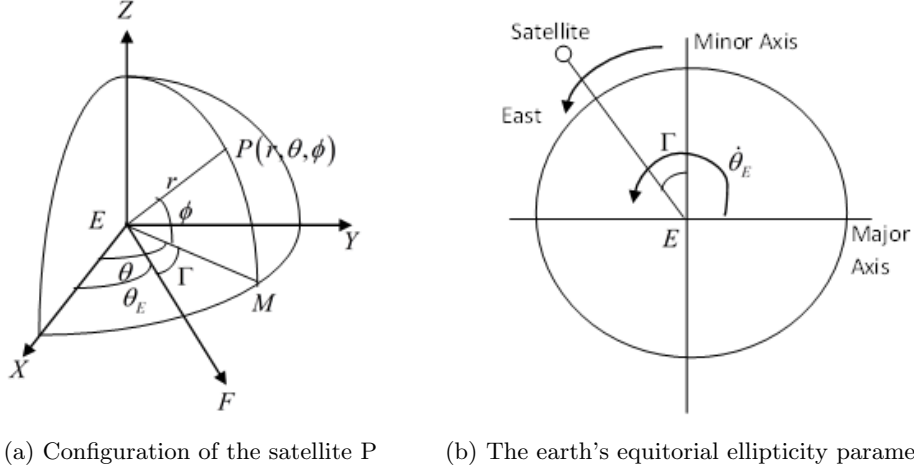 Z
P(r,θ,ϕ)
r
E
ϕ
Y
θ
Γ
θ_E
M
X
F
Satellite
Minor Axis
East
Γ
θ̇_E
E
Major
Axis
(a) Configuration of the satellite P
(b) The earth's equitorial ellipticity parame